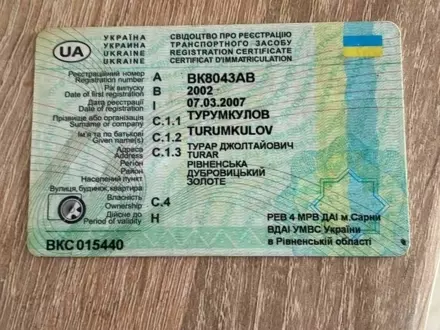 UA
УКРАЇНА
УКРАИНА
UKRAINE
UKRAINE
СВІДОЦТВО ПРО РЕЄСТРАЦІЮ
ТРАНСПОРТНОГО ЗАСОБУ
REGISTRATION CERTIFICATE
CERTIFICAT D'IMMATRICULATION
Реєстраційний номер
Registration number
A
BK8043AB
Рік випуску
Date of first registration
B
2002
Дата реєстрації
Date of registration
I
07.03.2007
Прізвище або організація
Surname or company
C.1.1
ТУРУМКУЛОВ
TURUMKULOV
Ім'я та по батькові
Given name(s)
C.1.2
ТУРАР ДЖОЛТАЙОВИЧ
TURAR
Адреса
Address
C.1.3
РІВНЕНСЬКА
Регіон
Район
ДУБРОВИЦЬКИЙ
Населений пункт
ЗОЛОТЕ
Вулиця, будинок, квартира
Власність
Ownership
C.4
Дійсне до
Period of validity
H
РЕВ 4 МРВ ДАІ м.Сарни
ВДАІ УМВС України
в Рівненській області
ВКС 015440